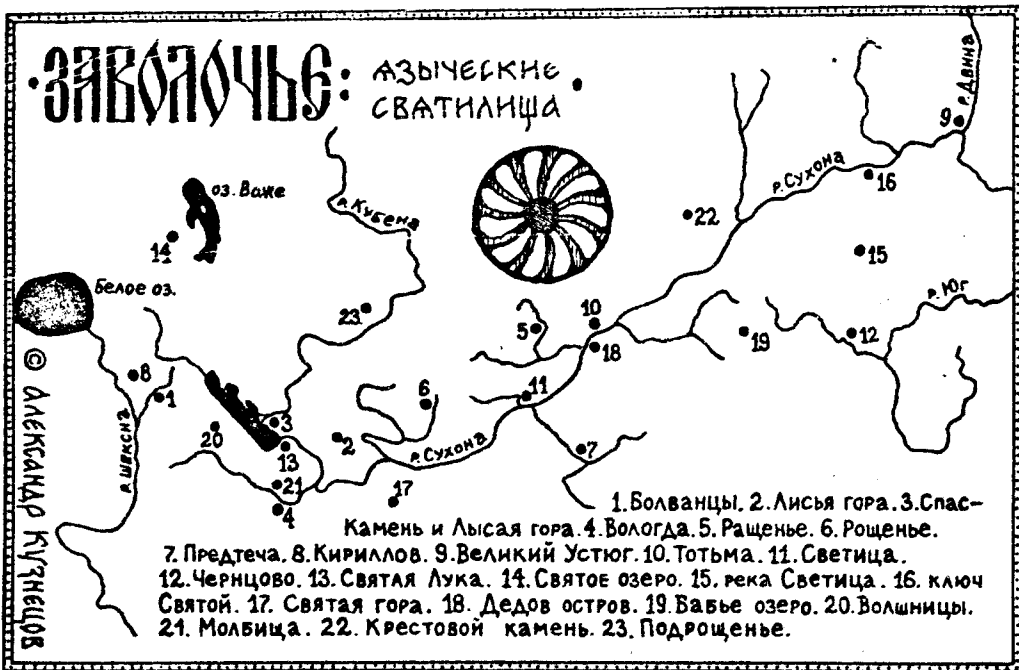 ·ЗАВОЛОЧЬЕ: ЯЗЫЧЕСКИЕ
СВЯТИЛИЩА·
р. Двина
9
р. Сухона
16
оз. Воже
р. Кубена
22
14
15
Белое оз.
р. Юг
23
10
5
18
19
12
8
1
6
11
20
3
2
р. Сухона
7
13
р. Шексна
21
17
4
© Александр Кузнецов
1. Болванцы. 2. Лисья гора. 3. Спас-
Камень и Лысая гора. 4. Вологда. 5. Ращенье. 6. Рощенье.
7. Предтеча. 8. Кириллов. 9. Великий Устюг. 10. Тотьма. 11. Светица.
12. Чернцово. 13. Святая Лука. 14. Святое озеро. 15. река Светица. 16. ключ
Святой. 17. Святая гора. 18. Дедов остров. 19. Бабье озеро. 20. Волшницы.
21. Молбища. 22. Крестовой камень. 23. Подрощенье.